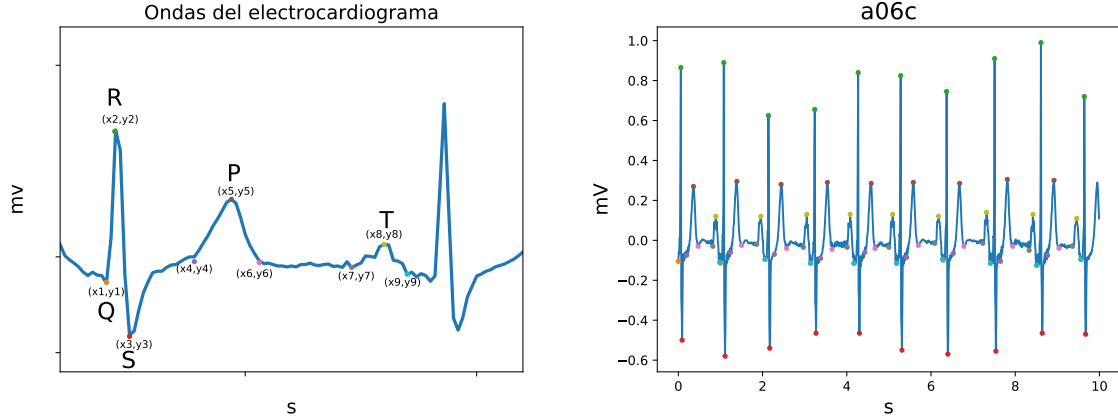 Ondas del electrocardiograma
R
(x2,y2)
P
(x5,y5)
T
(x8,y8)
(x4,y4)
(x6,y6)
(x7,y7)
(x9,y9)
(x1,y1)
Q
(x3,y3)
S
mv
s
a06c
1.0
0.8
0.6
0.4
0.2
0.0
−0.2
−0.4
−0.6
mV
0 2 4 6 8 10
s